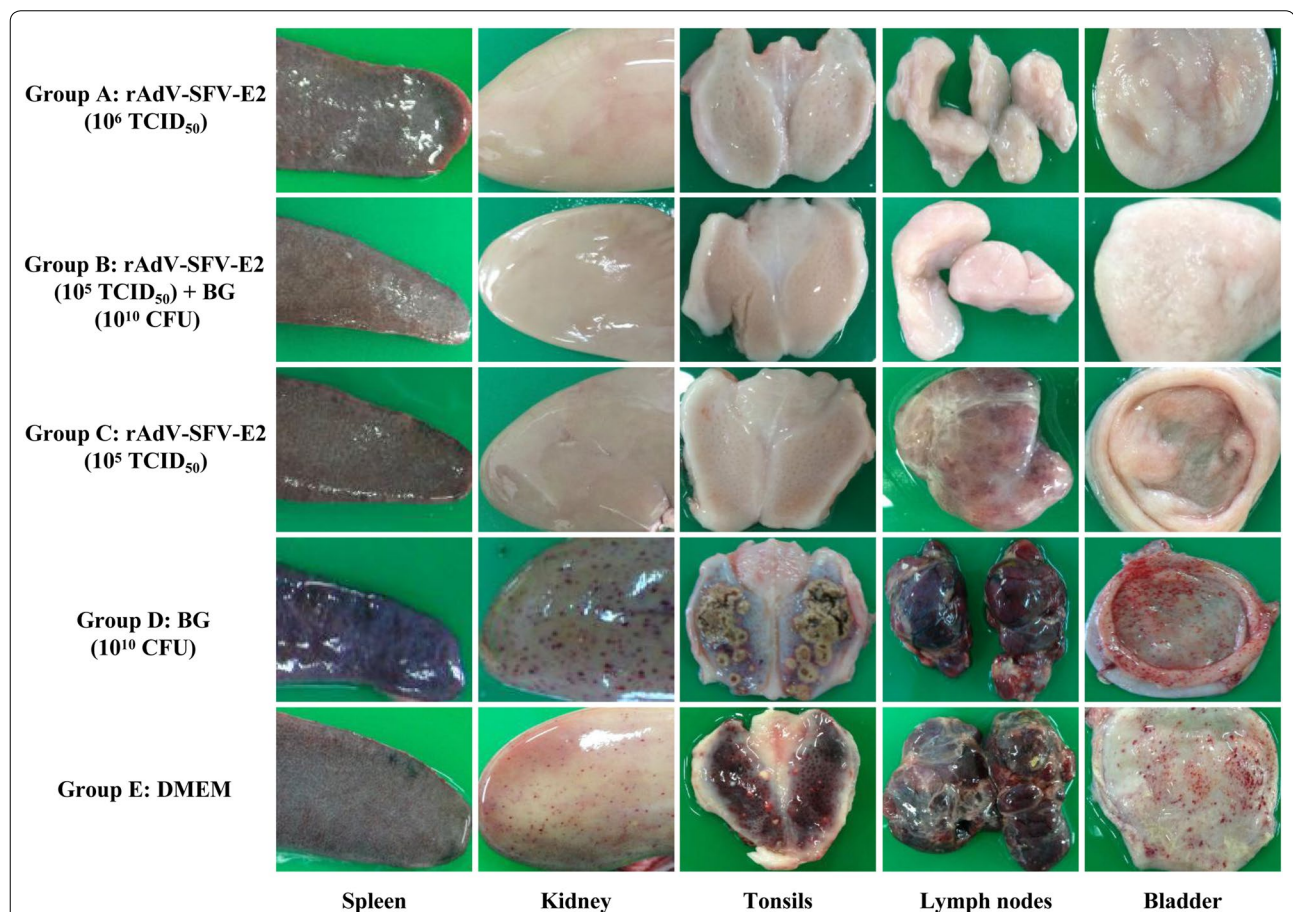 Group A: rAdV-SFV-E2
(10⁶ TCID₅₀)
Group B: rAdV-SFV-E2
(10⁵ TCID₅₀) + BG
(10¹⁰ CFU)
Group C: rAdV-SFV-E2
(10⁵ TCID₅₀)
Group D: BG
(10¹⁰ CFU)
Group E: DMEM
Spleen Kidney Tonsils Lymph nodes Bladder